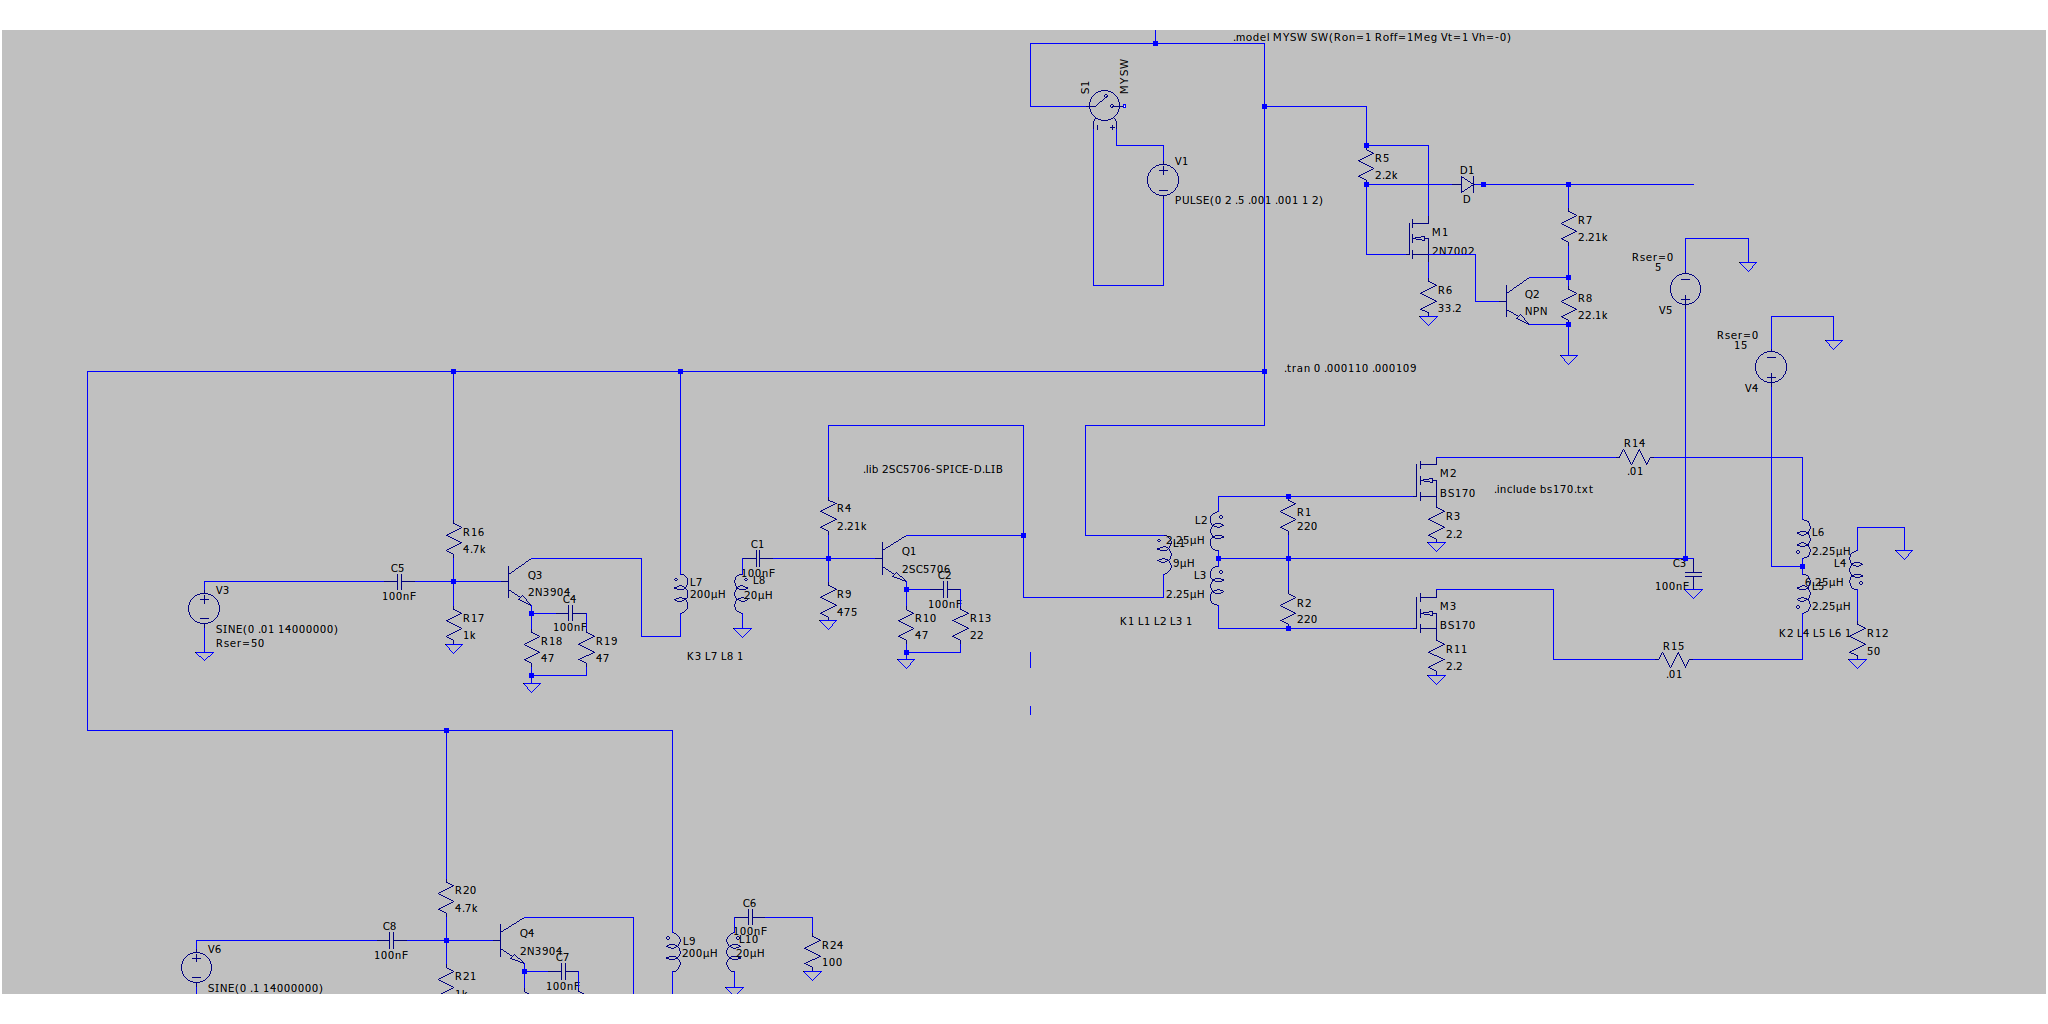 .model MYSW SW(Ron=1 Roff=1Meg Vt=1 Vh=-0)
S1
MYSW
V1
PULSE(0 2 .5 .001 .001 1 2)
R5
2.2k
D1
D
M1
2N7002
R7
2.21k
R6
33.2
Q2
NPN
R8
22.1k
Rser=0
5
V5
Rser=0
15
V4
.tran 0 .000110 .000109
R14
.01
.lib 2SC5706-SPICE-D.LIB
M2
BS170
.include bs170.txt
R4
2.21k
R3
2.2
R1
220
L2
2.25µH
L1
9µH
L3
2.25µH
K1 L1 L2 L3 1
R2
220
M3
BS170
R11
2.2
C3
100nF
L6
2.25µH
L4
6.25µH
L5
2.25µH
K2 L4 L5 L6 1
R12
50
R15
.01
R16
4.7k
C5
100nF
V3
SINE(0 .01 14000000)
Rser=50
R17
1k
Q3
2N3904
C4
100nF
R18
47
R19
47
L7
200µH
L8
20µH
K3 L7 L8 1
C1
100nF
R9
475
Q1
2SC5706
C2
100nF
R10
47
R13
22
R20
4.7k
C8
100nF
V6
SINE(0 .1 14000000)
R21
1k
Q4
2N3904
C7
100nF
L9
200µH
C6
100nF
L10
20µH
R24
100